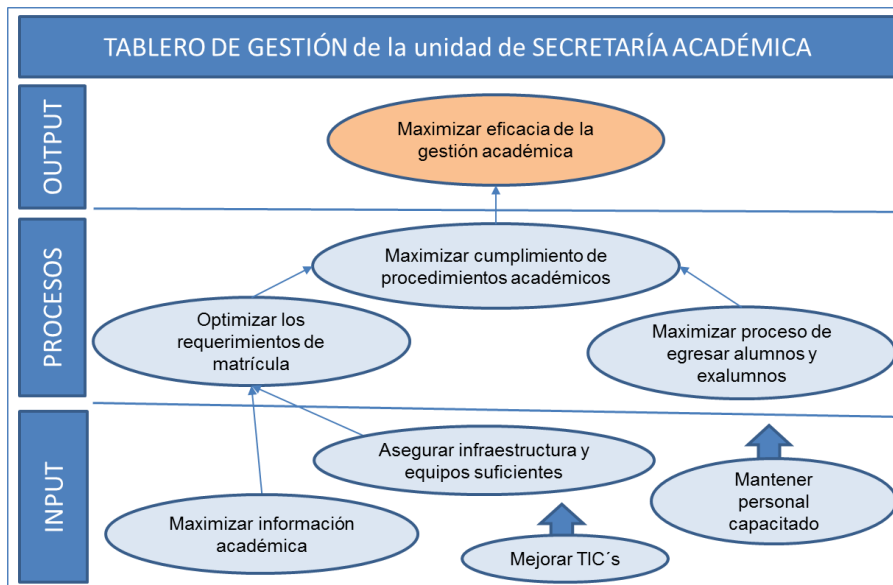 TABLERO DE GESTIÓN de la unidad de SECRETARÍA ACADÉMICA
OUTPUT
Maximizar eficacia de la
gestión académica
PROCESOS
Maximizar cumplimiento de
procedimientos académicos
Optimizar los
requerimientos de
matrícula
Maximizar proceso de
egresar alumnos y
exalumnos
INPUT
Asegurar infraestructura y
equipos suficientes
Mantener
personal
capacitado
Maximizar información
académica
Mejorar TIC´s